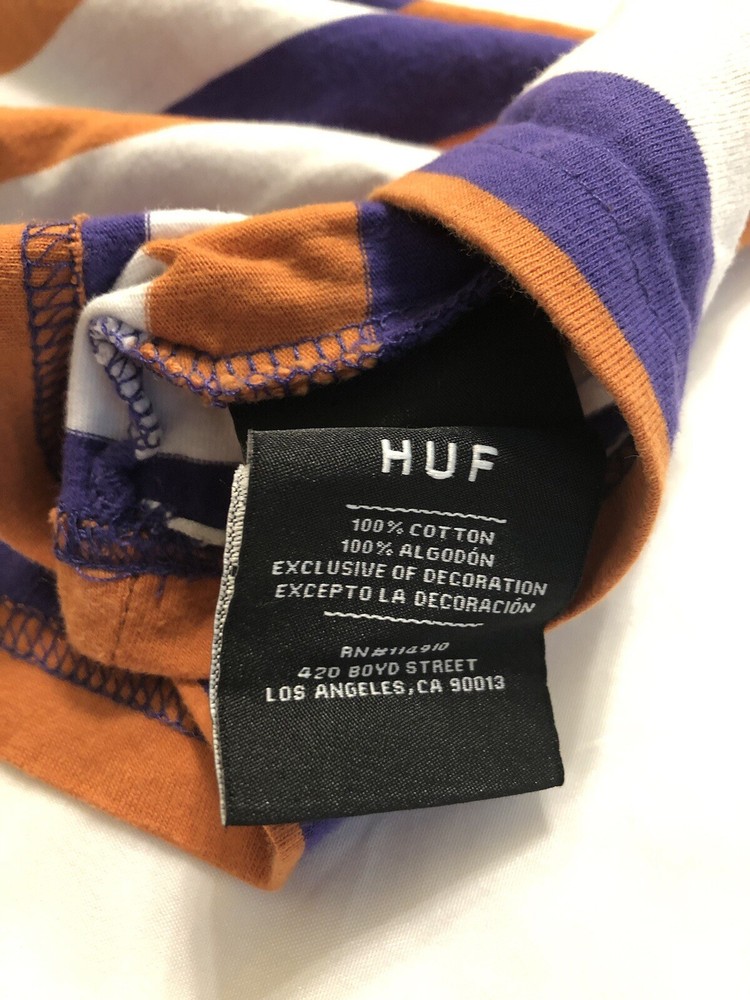 HUF
100% COTTON
100% ALGODÓN
EXCLUSIVE OF DECORATION
EXCEPTO LA DECORACIÓN
RN#114910
420 BOYD STREET
LOS ANGELES, CA 90013